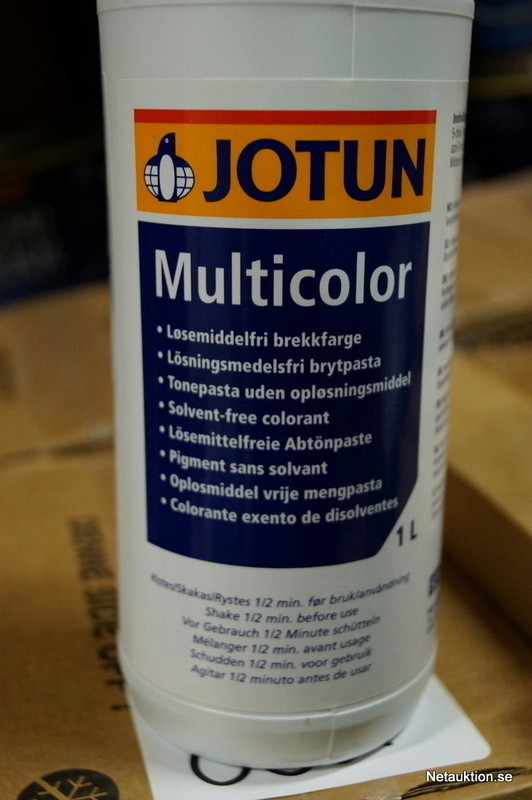 JOTUN
Multicolor
• Løsemiddelfri brekkfarge
• Lösningsmedelsfri brytpasta
• Tonepasta uden opløsningmiddel
• Solvent-free colorant
• Lösemittelfreie Abtönpaste
• Pigment sans solvant
• Oplosmiddel vrije mengpasta
• Colorante exento de disolventes
1 L
Ristes/Skakas/Rystes 1/2 min. før bruk/användning
Shake 1/2 min. before use
Vor Gebrauch 1/2 Minute schütteln
Mélanger 1/2 min. avant usage
Schudden 1/2 min. voor gebruik
Agitar 1/2 minuto antes de usar
Netauktion.se